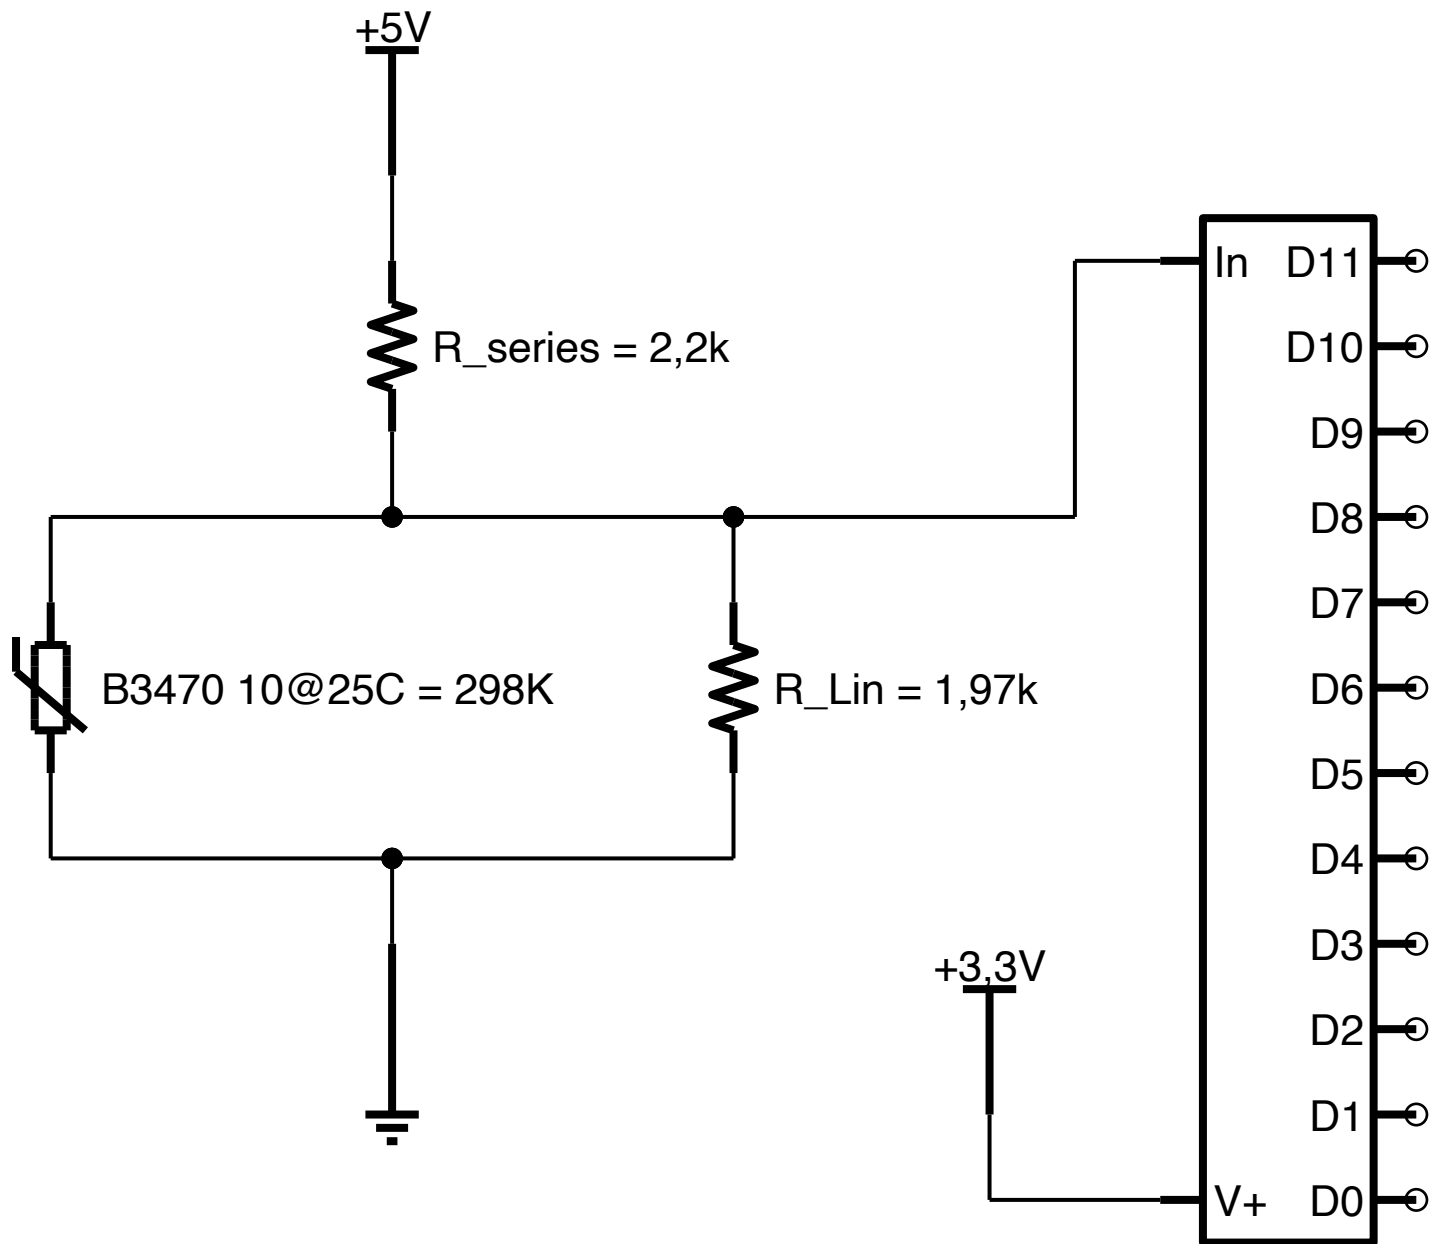 +5V
In D11
R_series = 2,2k
D10
D9
D8
D7
B3470 10@25C = 298K
R_Lin = 1,97k
D6
D5
D4
D3
+3,3V
D2
D1
V+ D0